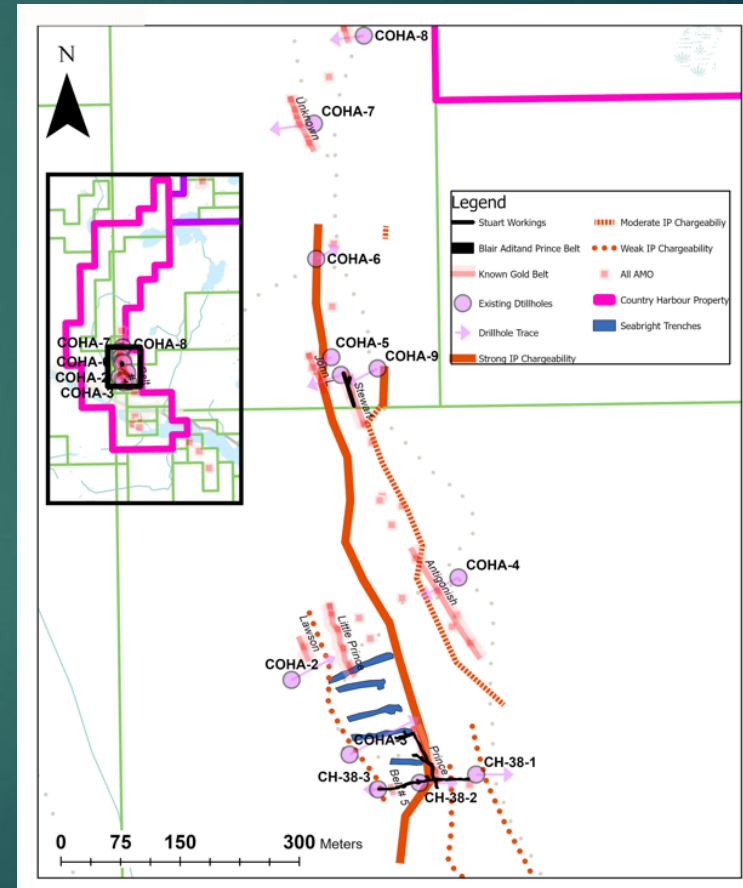 COHA-8
N
COHA-7
Unknown
Legend
Stuart Workings
Moderate IP Chargeabiliy
Blair Aditand Prince Belt
Weak IP Chargeability
Known Gold Belt
All AMO
Existing Dtillholes
Country Harbour Property
Drillhole Trace
Seabright Trenches
Strong IP Chargeability
COHA-6
COHA-7
COHA-8
COHA-6
COHA-2
COHA-3
COHA-5
COHA-9
John L
Stewart
COHA-4
Antigonish
Lawson
Little Prince
COHA-2
COHA-3
Prince
CH-38-1
CH-38-3
Belt # 5
CH-38-2
0 75 150 300 Meters